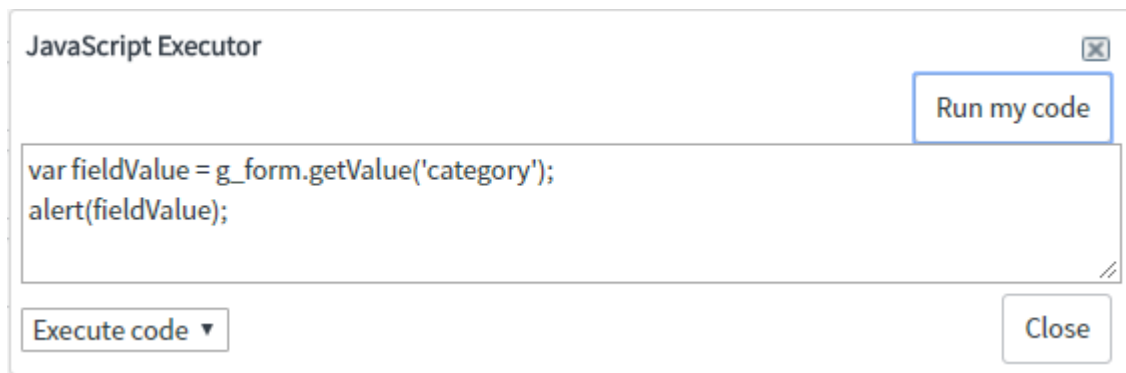 JavaScript Executor
Run my code
var fieldValue = g_form.getValue('category');
alert(fieldValue);
Execute code
Close